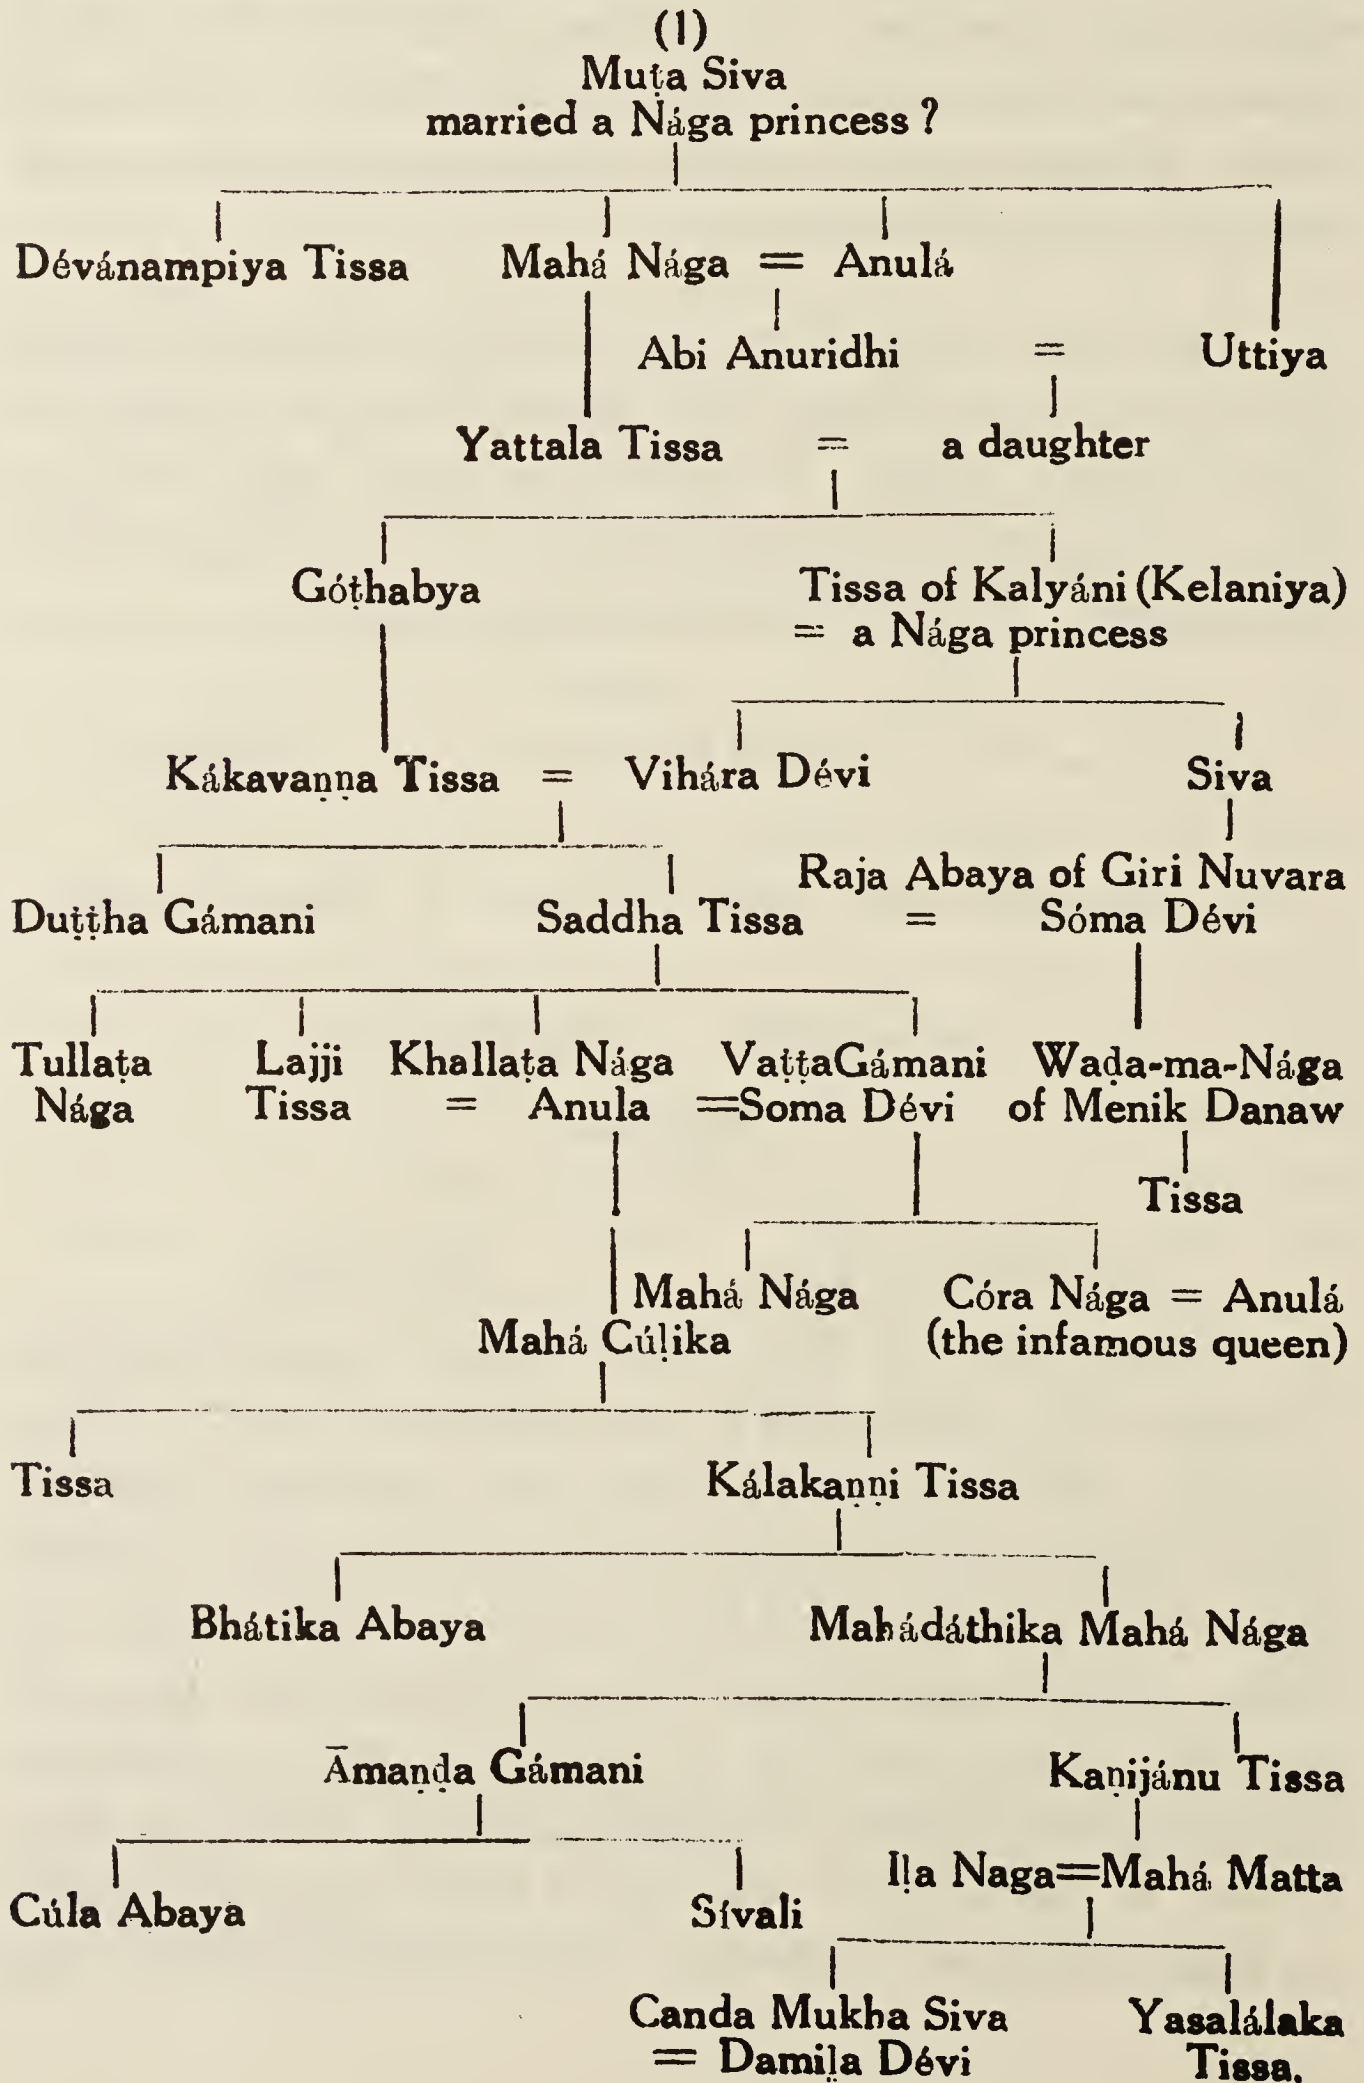 (1)
Muṭa Siva
married a Nága princess ?
Dévánampiya Tissa Mahá Nága = Anulá
Abi Anuridhi = Uttiya
Yattala Tissa = a daughter
Góṭhabya Tissa of Kalyáni (Kelaniya)
= a Nága princess
Kákavaṇṇa Tissa = Vihára Dévi Siva
Raja Abaya of Giri Nuvara
Duṭṭha Gámani Saddha Tissa = Sóma Dévi
Tullaṭa Lajji Khallaṭa Nága VaṭṭaGámani Waḍa-ma-Nága
Nága Tissa = Anula =Soma Dévi of Menik Danaw
Tissa
Mahá Nága Córa Nága = Anulá
Mahá Cúḷika (the infamous queen)
Tissa Kálakaṇṇi Tissa
Bhátika Abaya Mahádáthika Mahá Nága
Āmaṇḍa Gámani Kaṇijánu Tissa
Iḷa Naga=Mahá Matta
Cúla Abaya Sívali
Canda Mukha Siva Yasalálaka
= Damiḷa Dévi Tissa.